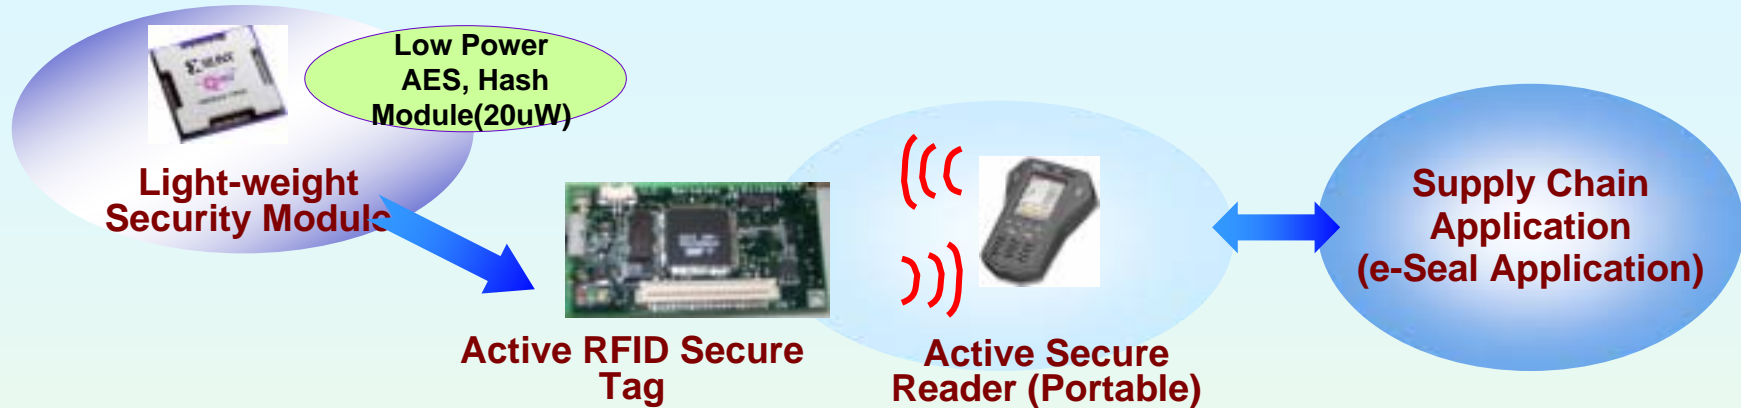 Low Power
AES, Hash
Module(20uW)
Light-weight
Security Module
Active RFID Secure
Tag
Active Secure
Reader (Portable)
Supply Chain
Application
(e-Seal Application)